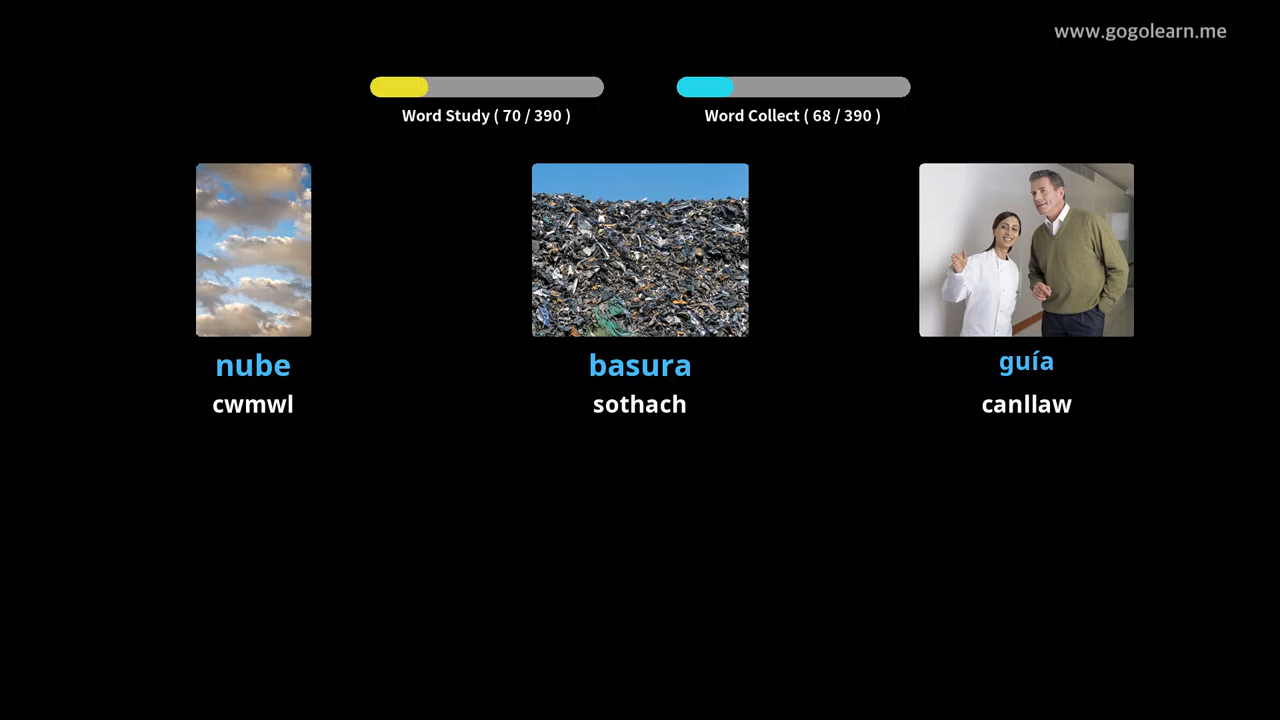 www.gogolearn.me
Word Study ( 70 / 390 )
Word Collect ( 68 / 390 )
nube
basura
guía
cwmwl
sothach
canllaw